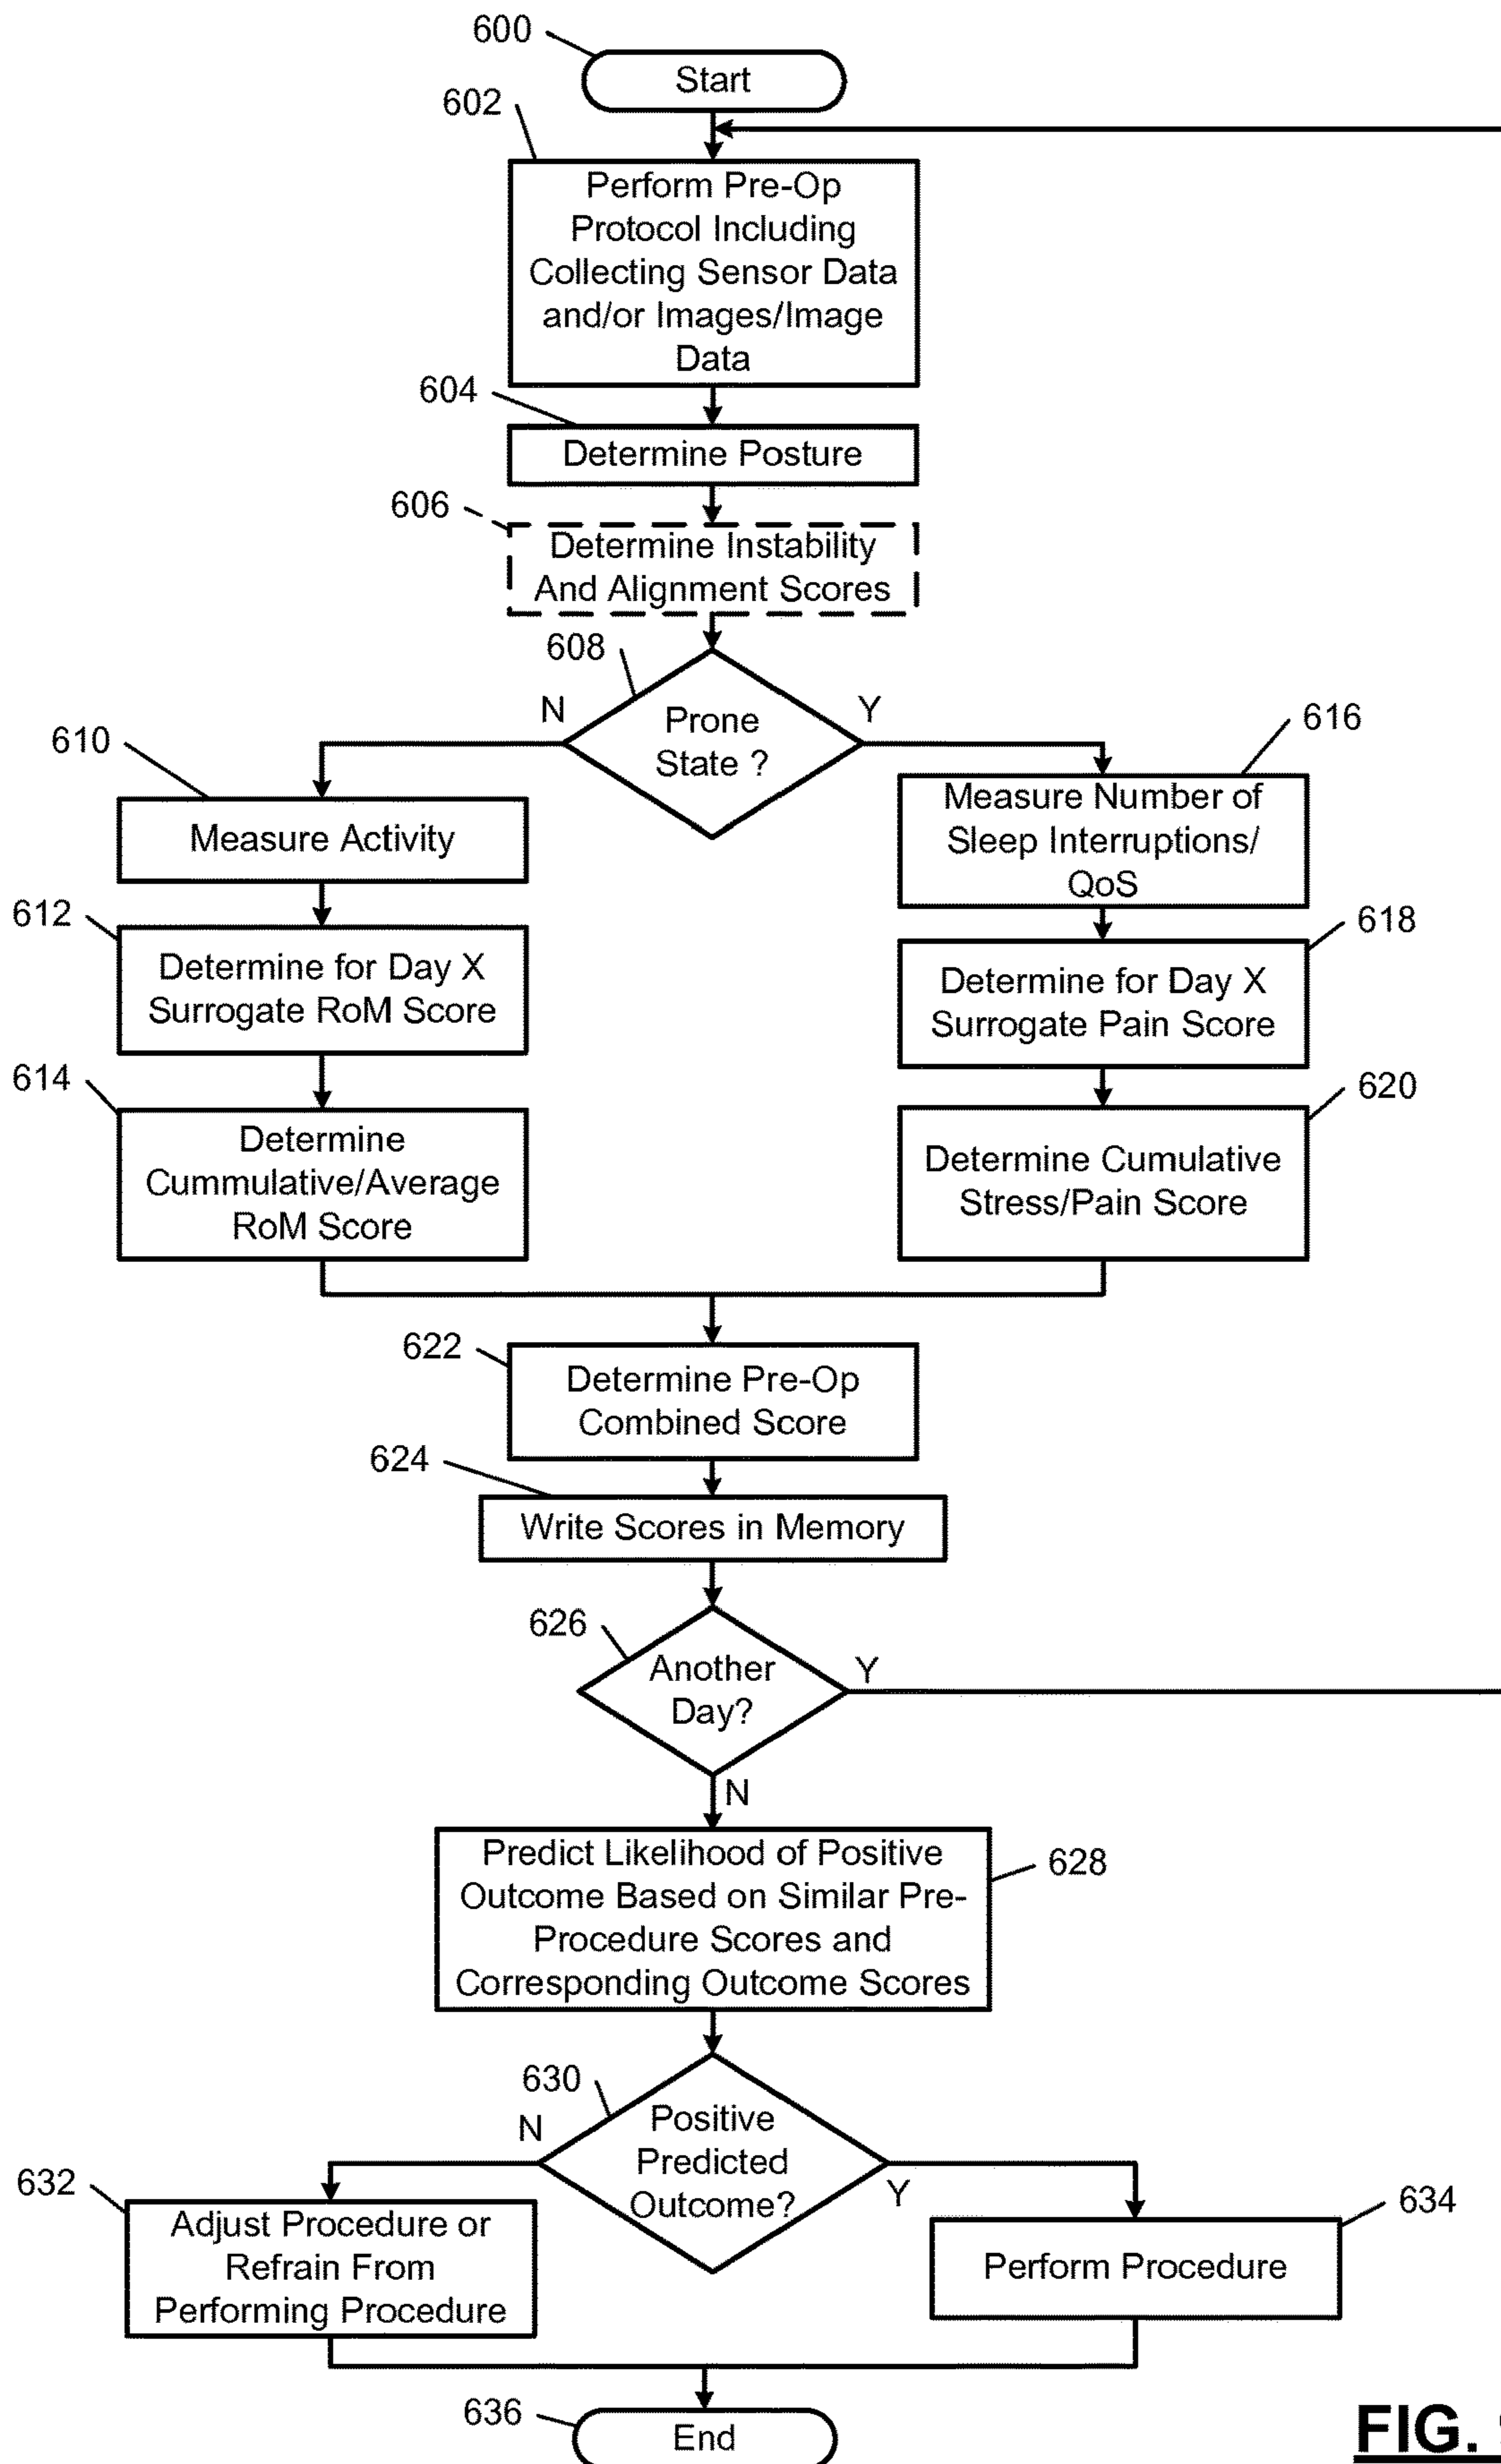 600
Start
602
Perform Pre-Op
Protocol Including
Collecting Sensor Data
and/or Images/Image
Data
604
Determine Posture
606
Determine Instability
And Alignment Scores
608
N
Y
Prone
State ?
610
Measure Activity
612
Determine for Day X
Surrogate RoM Score
614
Determine
Cummulative/Average
RoM Score
616
Measure Number of
Sleep Interruptions/
QoS
618
Determine for Day X
Surrogate Pain Score
620
Determine Cumulative
Stress/Pain Score
622
Determine Pre-Op
Combined Score
624
Write Scores in Memory
626
Another
Day?
Y
N
Predict Likelihood of Positive
Outcome Based on Similar Pre-
Procedure Scores and
Corresponding Outcome Scores
628
630
N
Positive
Predicted
Outcome?
Y
632
Adjust Procedure or
Refrain From
Performing Procedure
634
Perform Procedure
636
End
FIG.